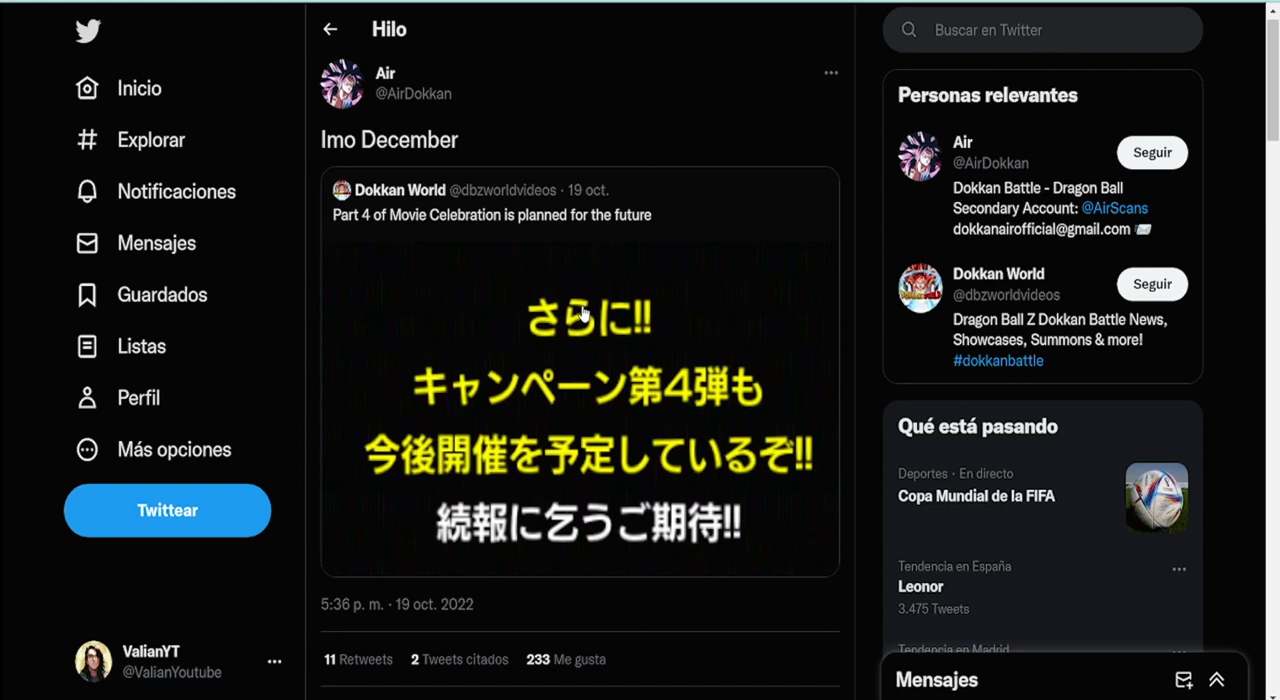 Inicio
Explorar
Notificaciones
Mensajes
Guardados
Listas
Perfil
Más opciones
Twittear
ValianYT
@ValianYoutube
Hilo
Air
@AirDokkan
Imo December
Dokkan World @dbzworldvideos · 19 oct.
Part 4 of Movie Celebration is planned for the future
さらに!!
キャンペーン第4弾も
今後開催を予定しているぞ!!
続報に乞うご期待!!
5:36 p. m. · 19 oct. 2022
11 Retweets 2 Tweets citados 233 Me gusta
Buscar en Twitter
Personas relevantes
Air
@AirDokkan
Seguir
Dokkan Battle - Dragon Ball
Secondary Account: @AirScans
dokkanairofficial@gmail.com
Dokkan World
@dbzworldvideos
Seguir
Dragon Ball Z Dokkan Battle News,
Showcases, Summons & more!
#dokkanbattle
Qué está pasando
Deportes · En directo
Copa Mundial de la FIFA
Tendencia en España
Leonor
3.475 Tweets
Tendencia en Madrid
Mensajes